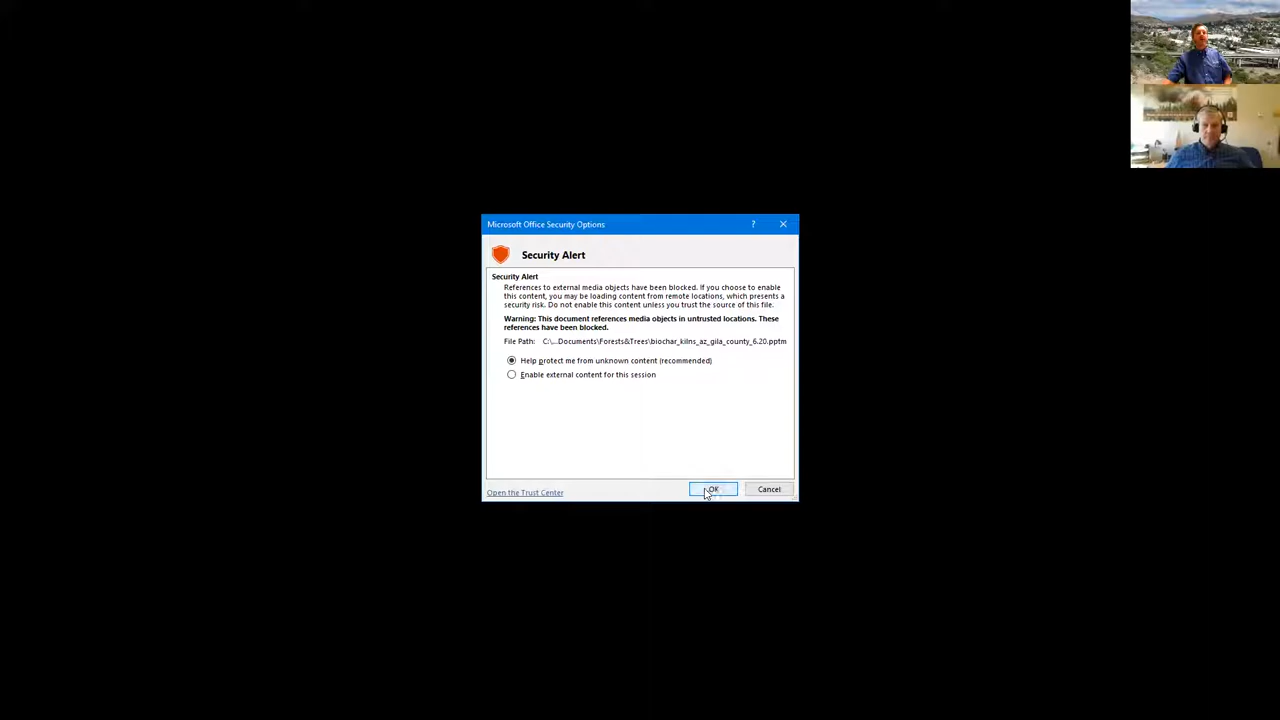 Microsoft Office Security Options
?
Security Alert
Security Alert
References to external media objects have been blocked. If you choose to enable
this content, you may be loading content from remote locations, which presents a
security risk. Do not enable this content unless you trust the source of this file.
Warning: This document references media objects in untrusted locations. These
references have been blocked.
File Path: C:\...Documents\Forests&Trees\biochar_kilns_az_gila_county_6.20.pptm
Help protect me from unknown content (recommended)
Enable external content for this session
Open the Trust Center
OK
Cancel